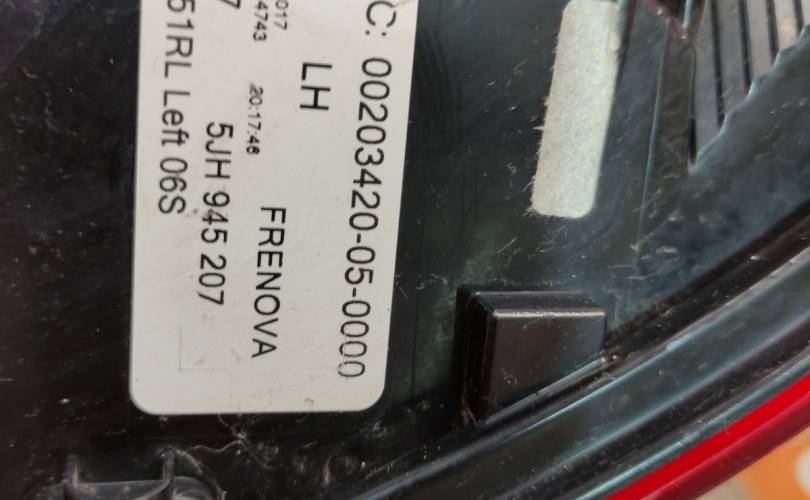 C: 00203420-05-0000
LH
FRENOVA
017
4743 20:17:46
7 5JH 945 207
51RL Left 06S